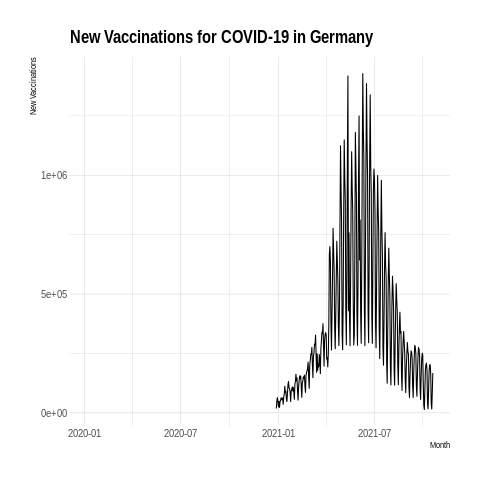 New Vaccinations for COVID-19 in Germany
New Vaccinations
1e+06
5e+05
0e+00
2020-01 2020-07 2021-01 2021-07
Month